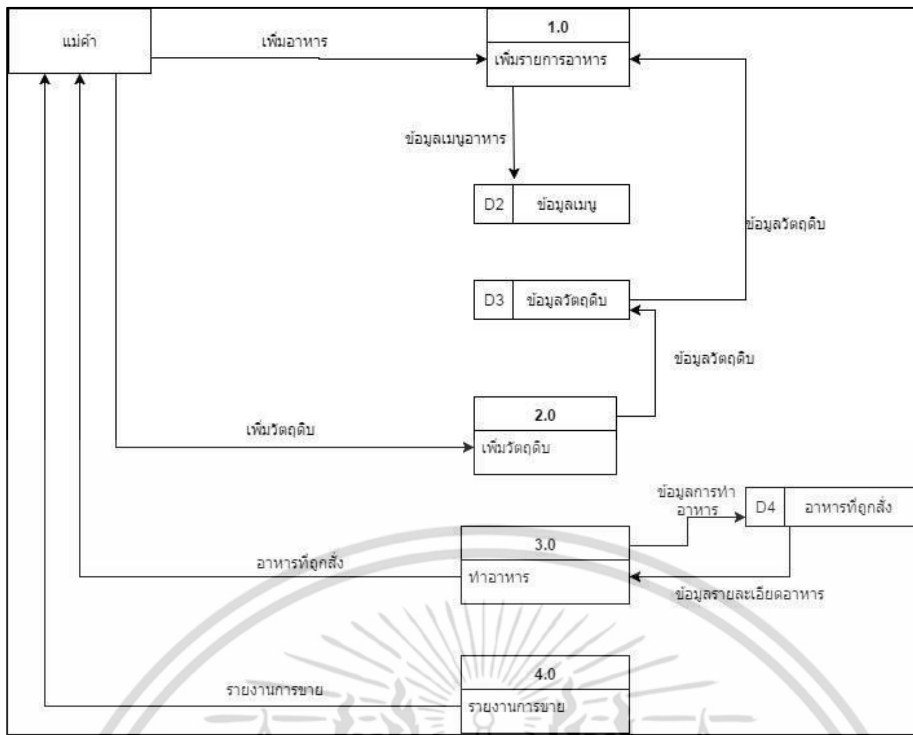 แม่ค้า
เพิ่มอาหาร
1.0
เพิ่มรายการอาหาร
ข้อมูลเมนูอาหาร
D2 ข้อมูลเมนู
ข้อมูลวัตฤดิบ
D3 ข้อมูลวัตฤดิบ
ข้อมูลวัตฤดิบ
2.0
เพิ่มวัตฤดิบ
เพิ่มวัตฤดิบ
ข้อมูลการทำ
อาหาร
D4 อาหารที่ถูกสั่ง
3.0
อาหารที่ถูกสั่ง
ทำอาหาร
ข้อมูลรายละเอียดอาหาร
4.0
รายงานการขาย
รายงานการขาย